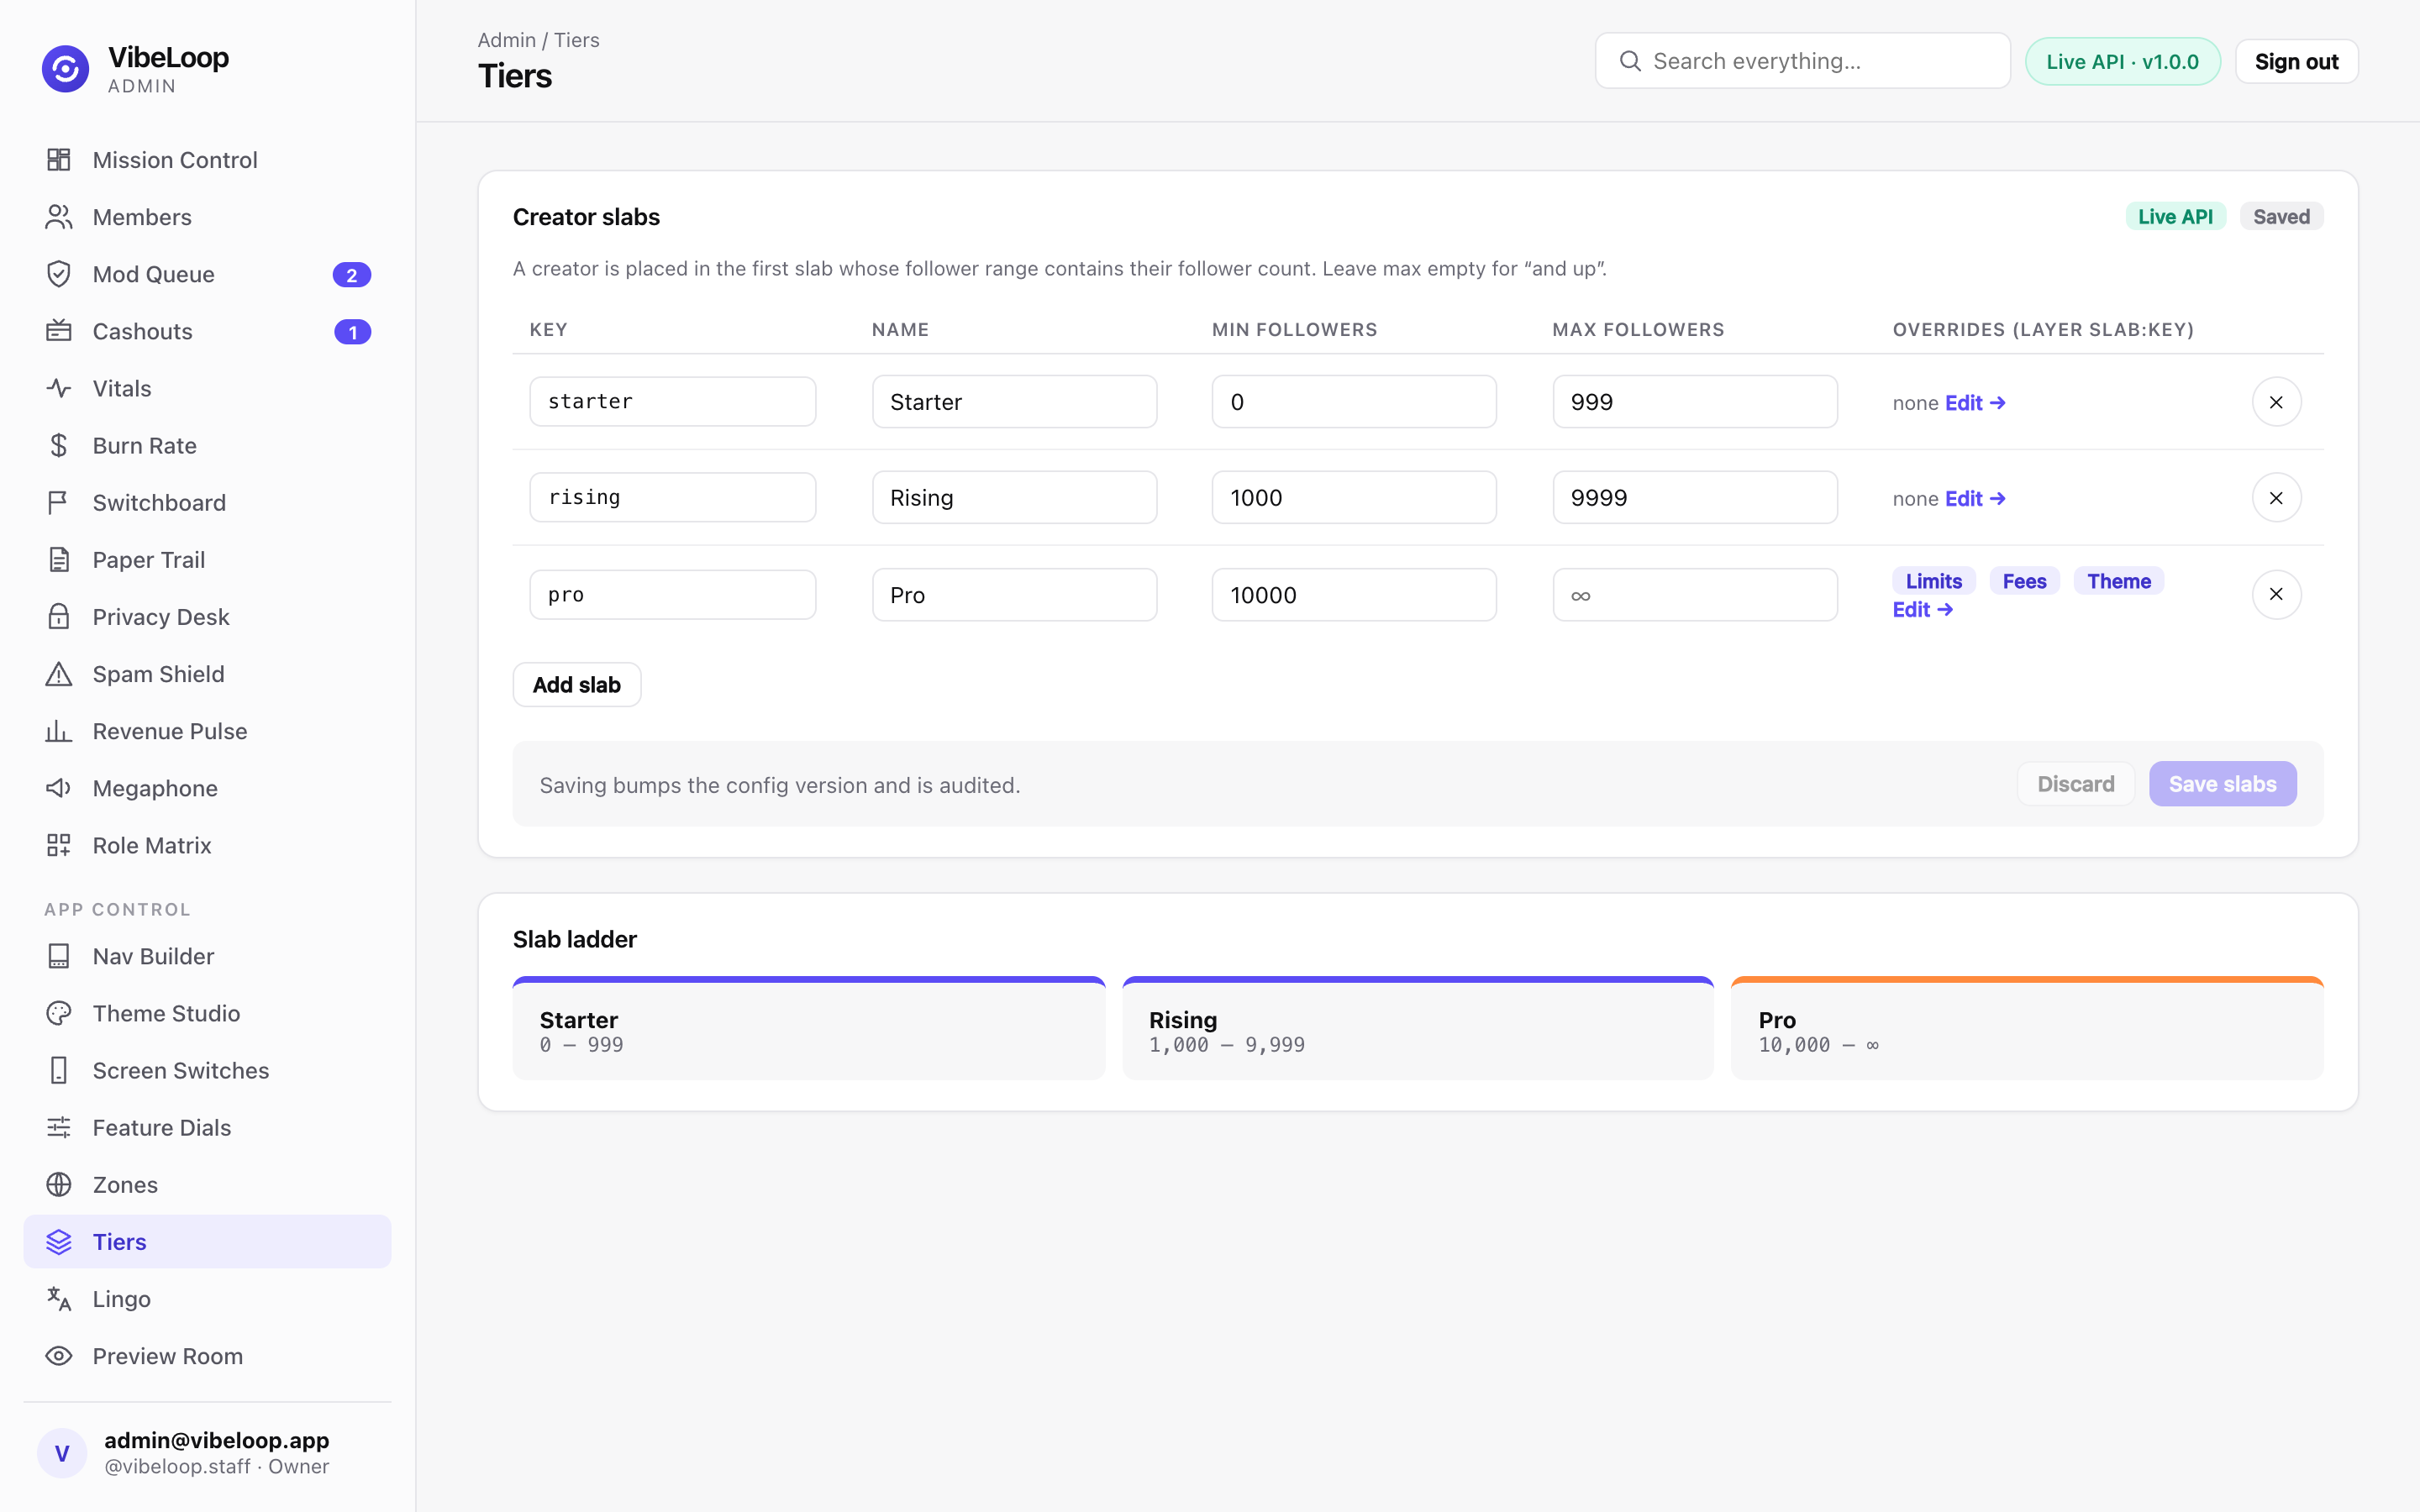 VibeLoop
ADMIN
Mission Control
Members
Mod Queue 2
Cashouts 1
Vitals
Burn Rate
Switchboard
Paper Trail
Privacy Desk
Spam Shield
Revenue Pulse
Megaphone
Role Matrix
APP CONTROL
Nav Builder
Theme Studio
Screen Switches
Feature Dials
Zones
Tiers
Lingo
Preview Room
V
admin@vibeloop.app
@vibeloop.staff · Owner
Admin / Tiers
Tiers
Search everything...
Live API · v1.0.0
Sign out
Creator slabs
Live API Saved
A creator is placed in the first slab whose follower range contains their follower count. Leave max empty for “and up”.
KEY NAME MIN FOLLOWERS MAX FOLLOWERS OVERRIDES (LAYER SLAB:KEY)
starter Starter 0 999 none Edit →
rising Rising 1000 9999 none Edit →
pro Pro 10000 ∞ Limits Fees Theme
Edit →
Add slab
Saving bumps the config version and is audited.
Discard Save slabs
Slab ladder
Starter
0 – 999
Rising
1,000 – 9,999
Pro
10,000 – ∞